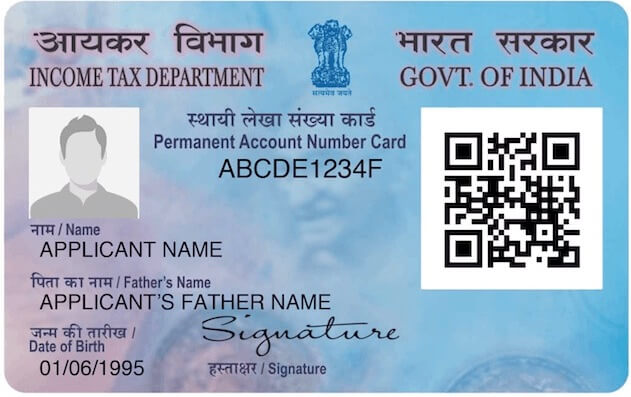 आयकर विभाग
INCOME TAX DEPARTMENT
सत्यमेव जयते
भारत सरकार
GOVT. OF INDIA
स्थायी लेखा संख्या कार्ड
Permanent Account Number Card
ABCDE1234F
नाम / Name
APPLICANT NAME
पिता का नाम / Father's Name
APPLICANT'S FATHER NAME
जन्म की तारीख /
Date of Birth
01/06/1995
Signature
हस्ताक्षर / Signature